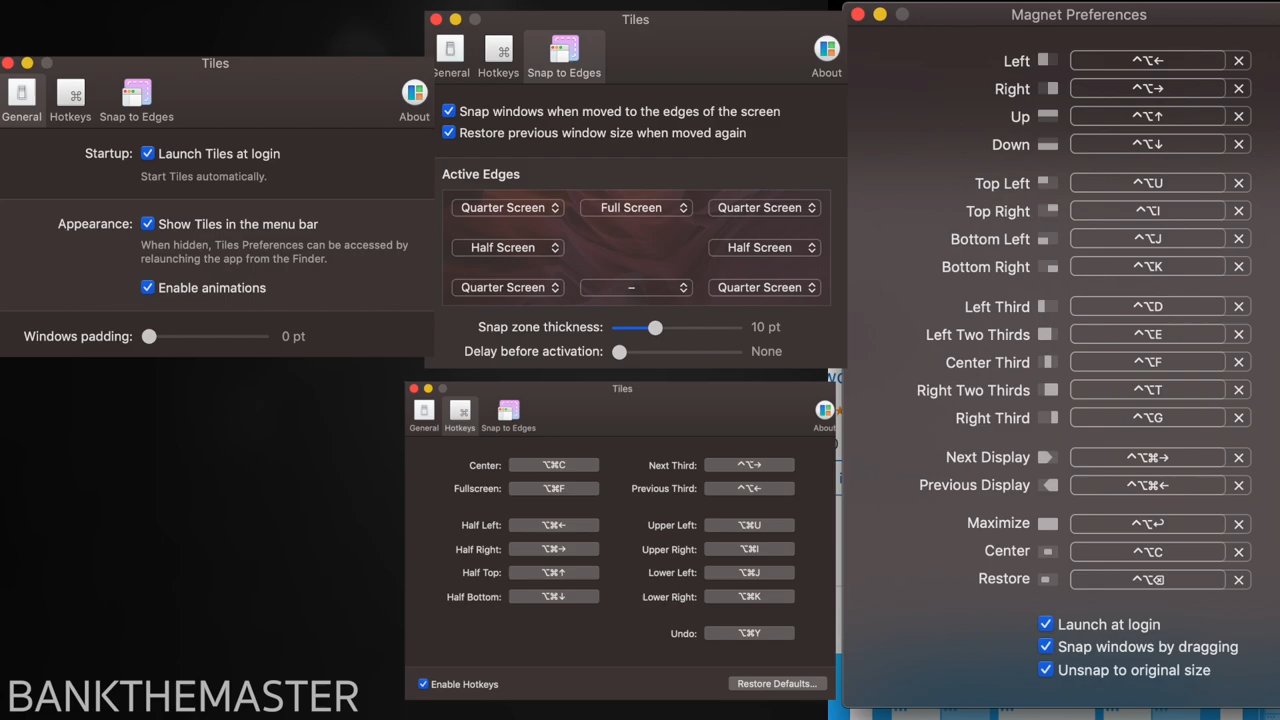 Tiles
General Hotkeys Snap to Edges About
Startup: Launch Tiles at login
Start Tiles automatically.
Appearance: Show Tiles in the menu bar
When hidden, Tiles Preferences can be accessed by
relaunching the app from the Finder.
Enable animations
Windows padding: 0 pt
Tiles
General Hotkeys Snap to Edges About
Snap windows when moved to the edges of the screen
Restore previous window size when moved again
Active Edges
Quarter Screen Full Screen Quarter Screen
Half Screen Half Screen
Quarter Screen – Quarter Screen
Snap zone thickness: 10 pt
Delay before activation: None
Tiles
General Hotkeys Snap to Edges About
Center: ⌥⌘C Next Third: ^⌥→
Fullscreen: ⌥⌘F Previous Third: ^⌥←
Half Left: ⌥⌘← Upper Left: ⌥⌘U
Half Right: ⌥⌘→ Upper Right: ⌥⌘I
Half Top: ⌥⌘↑ Lower Left: ⌥⌘J
Half Bottom: ⌥⌘↓ Lower Right: ⌥⌘K
Undo: ⌥⌘Y
Enable Hotkeys Restore Defaults...
Magnet Preferences
Left ^⌥←
Right ^⌥→
Up ^⌥↑
Down ^⌥↓
Top Left ^⌥U
Top Right ^⌥I
Bottom Left ^⌥J
Bottom Right ^⌥K
Left Third ^⌥D
Left Two Thirds ^⌥E
Center Third ^⌥F
Right Two Thirds ^⌥T
Right Third ^⌥G
Next Display ^⌥⌘→
Previous Display ^⌥⌘←
Maximize ^⌥↩
Center ^⌥C
Restore ^⌥⌫
Launch at login
Snap windows by dragging
Unsnap to original size
BANKTHEMASTER